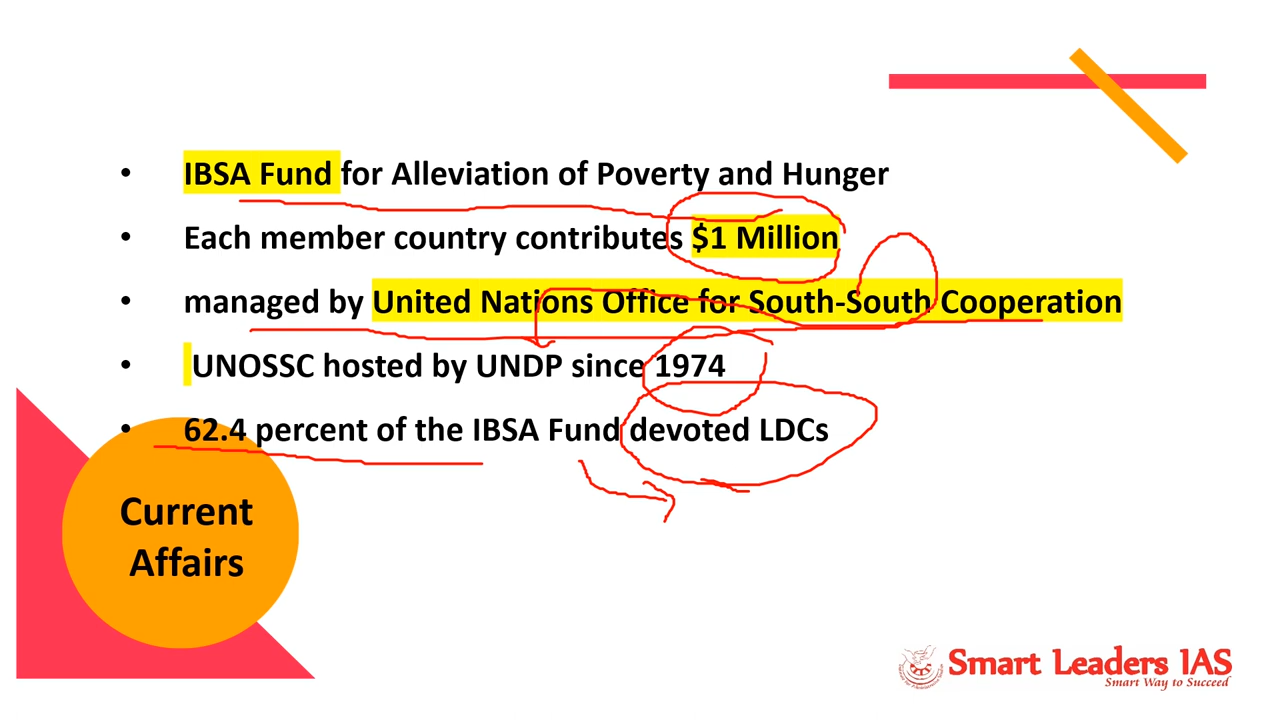 • IBSA Fund for Alleviation of Poverty and Hunger
• Each member country contributes $1 Million
• managed by United Nations Office for South-South Cooperation
• UNOSSC hosted by UNDP since 1974
• 62.4 percent of the IBSA Fund devoted LDCs
Current
Affairs
Smart Leaders IAS
Smart Way to Succeed